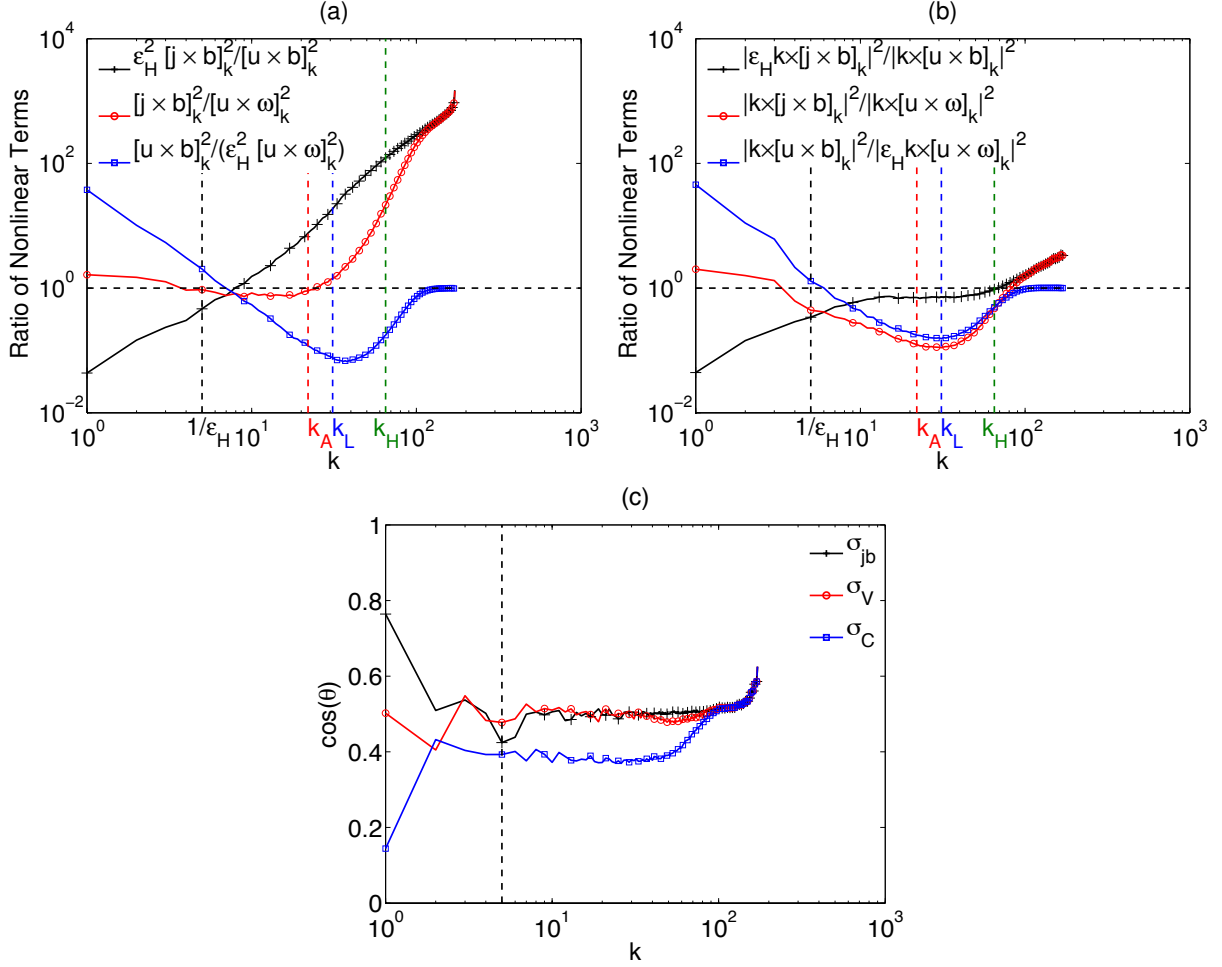 (a)
Ratio of Nonlinear Terms
10^4
10^2
10^0
10^-2
ε_H^2 [j × b]_k^2/[u × b]_k^2
[j × b]_k^2/[u × ω]_k^2
[u × b]_k^2/(ε_H^2 [u × ω]_k^2)
10^0 1/ε_H 10^1 k_A k_L k_H 10^2 10^3
k
(b)
Ratio of Nonlinear Terms
10^4
10^2
10^0
10^-2
|ε_H k×[j × b]_k|^2/|k×[u × b]_k|^2
|k×[j × b]_k|^2/|k×[u × ω]_k|^2
|k×[u × b]_k|^2/|ε_H k×[u × ω]_k|^2
10^0 1/ε_H 10^1 k_A k_L k_H 10^2 10^3
k
(c)
cos(θ)
1
0.8
0.6
0.4
0.2
0
σ_jb
σ_V
σ_C
10^0 10^1 10^2 10^3
k